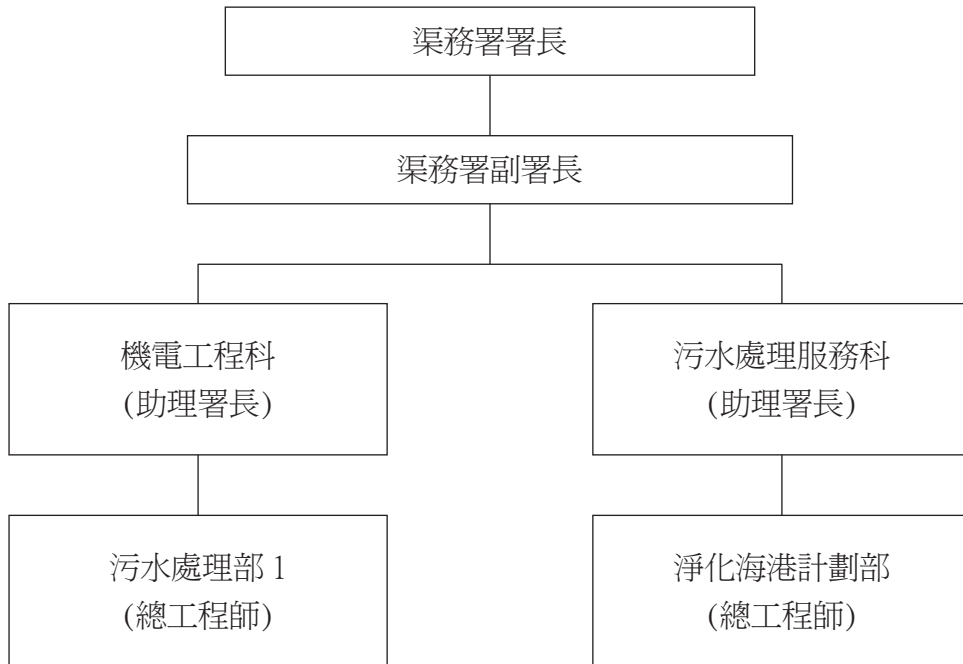 渠務署署長
渠務署副署長
機電工程科
(助理署長)
污水處理服務科
(助理署長)
污水處理部 1
(總工程師)
淨化海港計劃部
(總工程師)